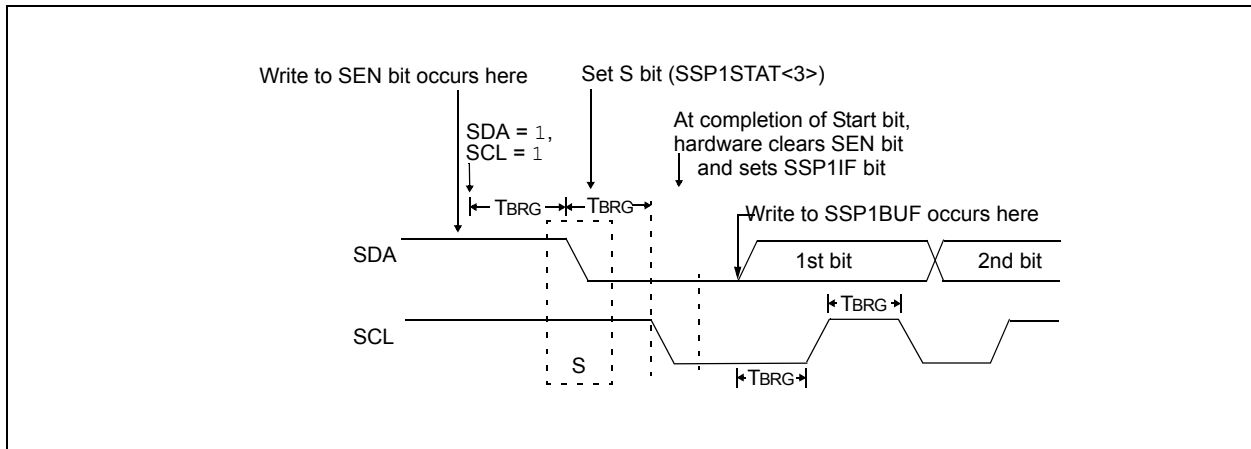 Write to SEN bit occurs here
Set S bit (SSP1STAT<3>)
SDA = 1,
SCL = 1
At completion of Start bit,
hardware clears SEN bit
and sets SSP1IF bit
TBRG
TBRG
Write to SSP1BUF occurs here
SDA
1st bit
2nd bit
TBRG
SCL
S
TBRG